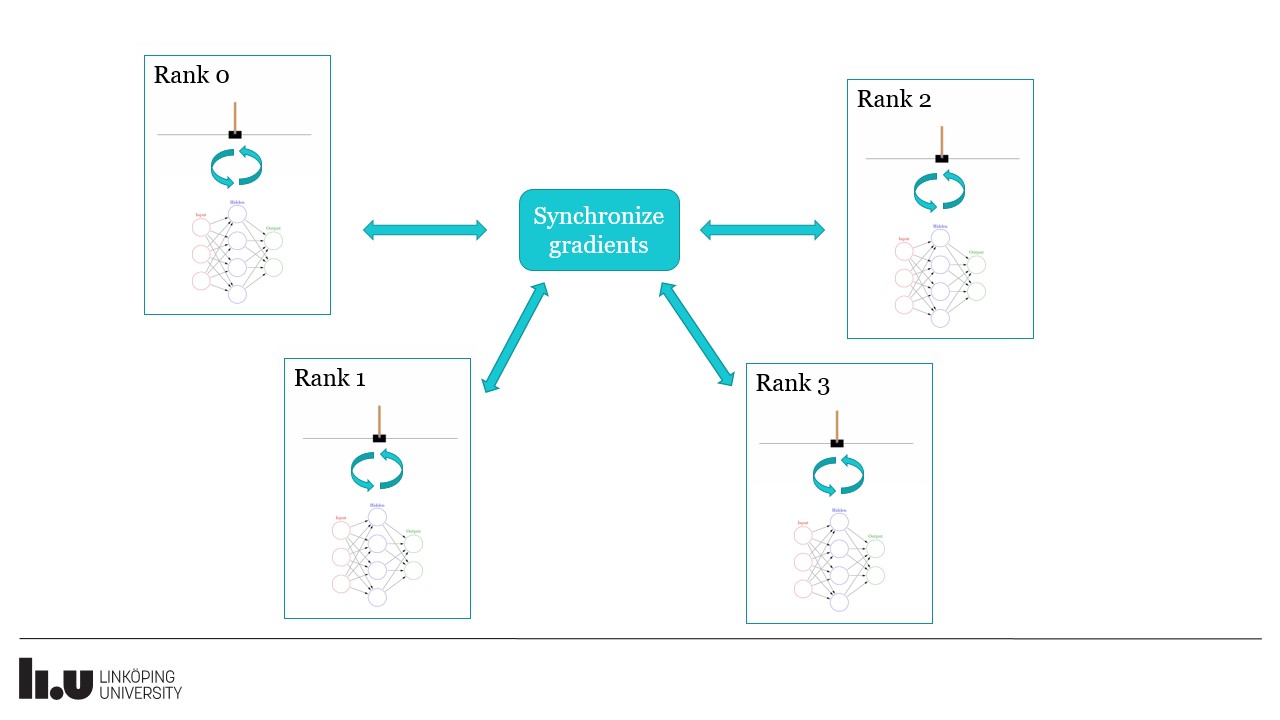 Rank 0
Hidden
Input
Output
Rank 2
Hidden
Input
Output
Synchronize
gradients
Rank 1
Hidden
Input
Output
Rank 3
Hidden
Input
Output
li.u LINKÖPING
UNIVERSITY